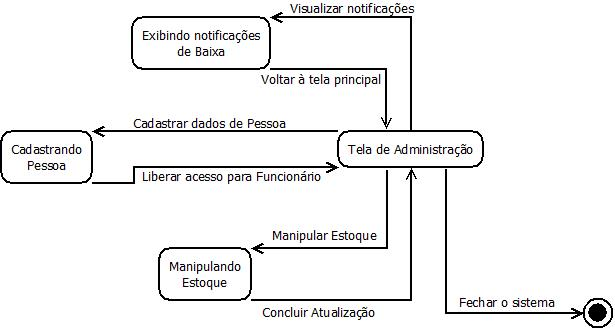 Visualizar notificações
Exibindo notificações
de Baixa
Voltar à tela principal
Cadastrar dados de Pessoa
Cadastrando
Pessoa
Tela de Administração
Liberar acesso para Funcionário
Manipular Estoque
Manipulando
Estoque
Concluir Atualização
Fechar o sistema